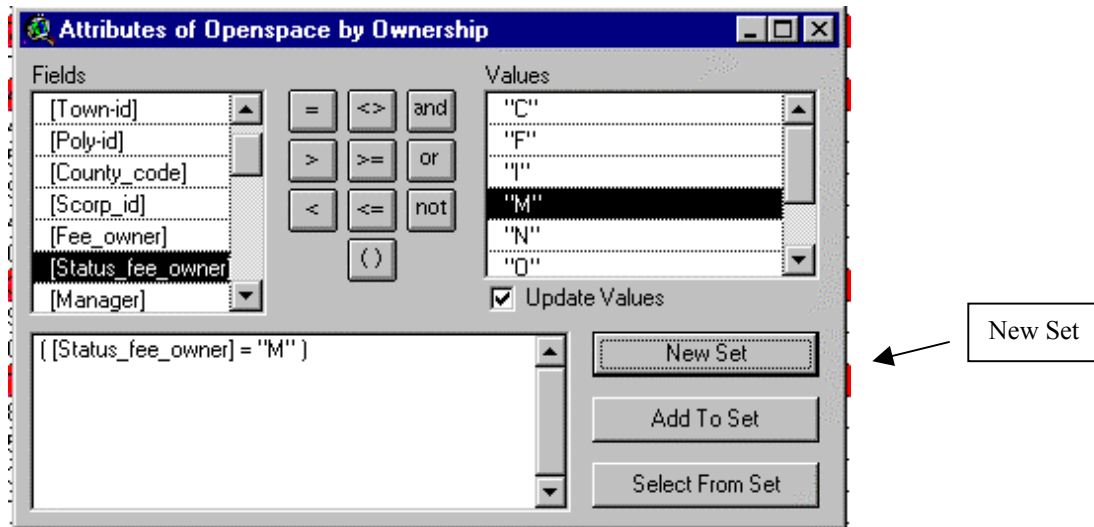 Attributes of Openspace by Ownership
Fields
Values
[Town-id]
[Poly-id]
[County_code]
[Scorp_id]
[Fee_owner]
[Status_fee_owner]
[Manager]
= <> and
> >= or
< <= not
( )
"C"
"F"
"I"
"M"
"N"
"O"
Update Values
( [Status_fee_owner] = "M" )
New Set
Add To Set
Select From Set
New Set